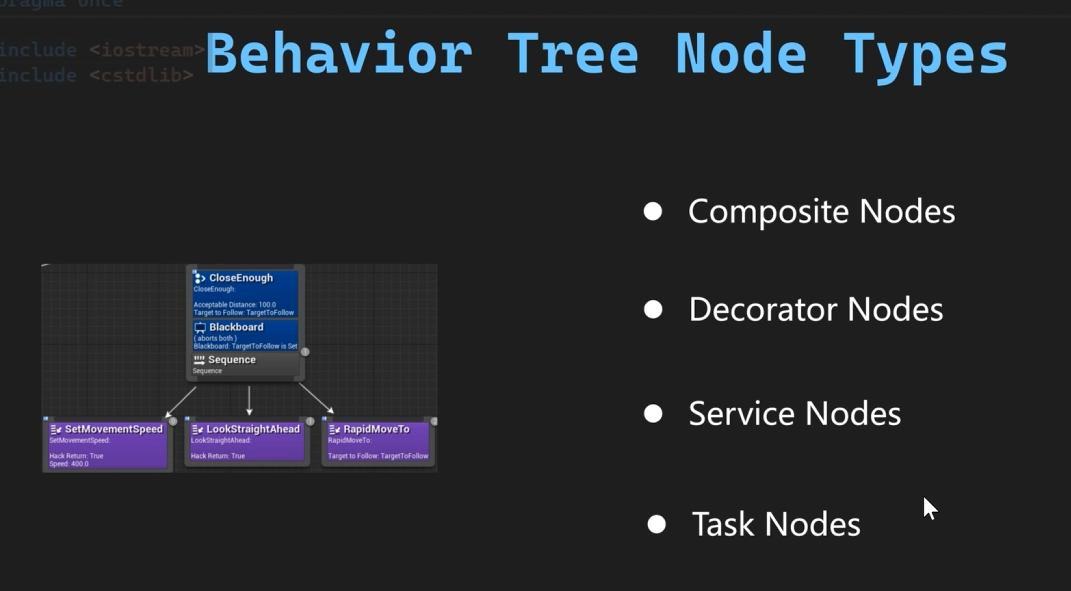 pragma once
include <iostream>
include <cstdlib>
Behavior Tree Node Types
Composite Nodes
Decorator Nodes
Service Nodes
Task Nodes
CloseEnough
CloseEnough:
Acceptable Distance: 100.0
Target to Follow: TargetToFollow
Blackboard
( aborts both )
Blackboard: TargetToFollow is Set
Sequence
Sequence
SetMovementSpeed
SetMovementSpeed:
Hack Return: True
Speed: 400.0
LookStraightAhead
LookStraightAhead:
Hack Return: True
RapidMoveTo
RapidMoveTo:
Target to Follow: TargetToFollow